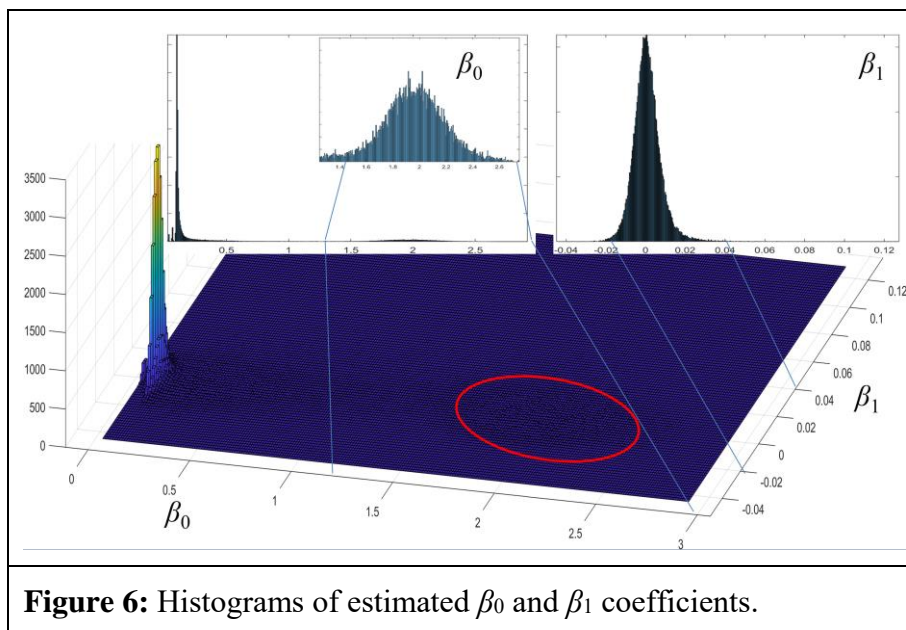 β0
1.4 1.6 1.8 2 2.2 2.4 2.6
0.5 1 1.5 2 2.5
β1
-0.04 -0.02 0 0.02 0.04 0.06 0.08 0.1 0.12
3500
3000
2500
2000
1500
1000
500
0
0 0.5 1 1.5 2 2.5 3
β0
0.12
0.1
0.08
0.06
0.04
0.02
0
-0.02
-0.04
β1
Figure 6: Histograms of estimated β0 and β1 coefficients.